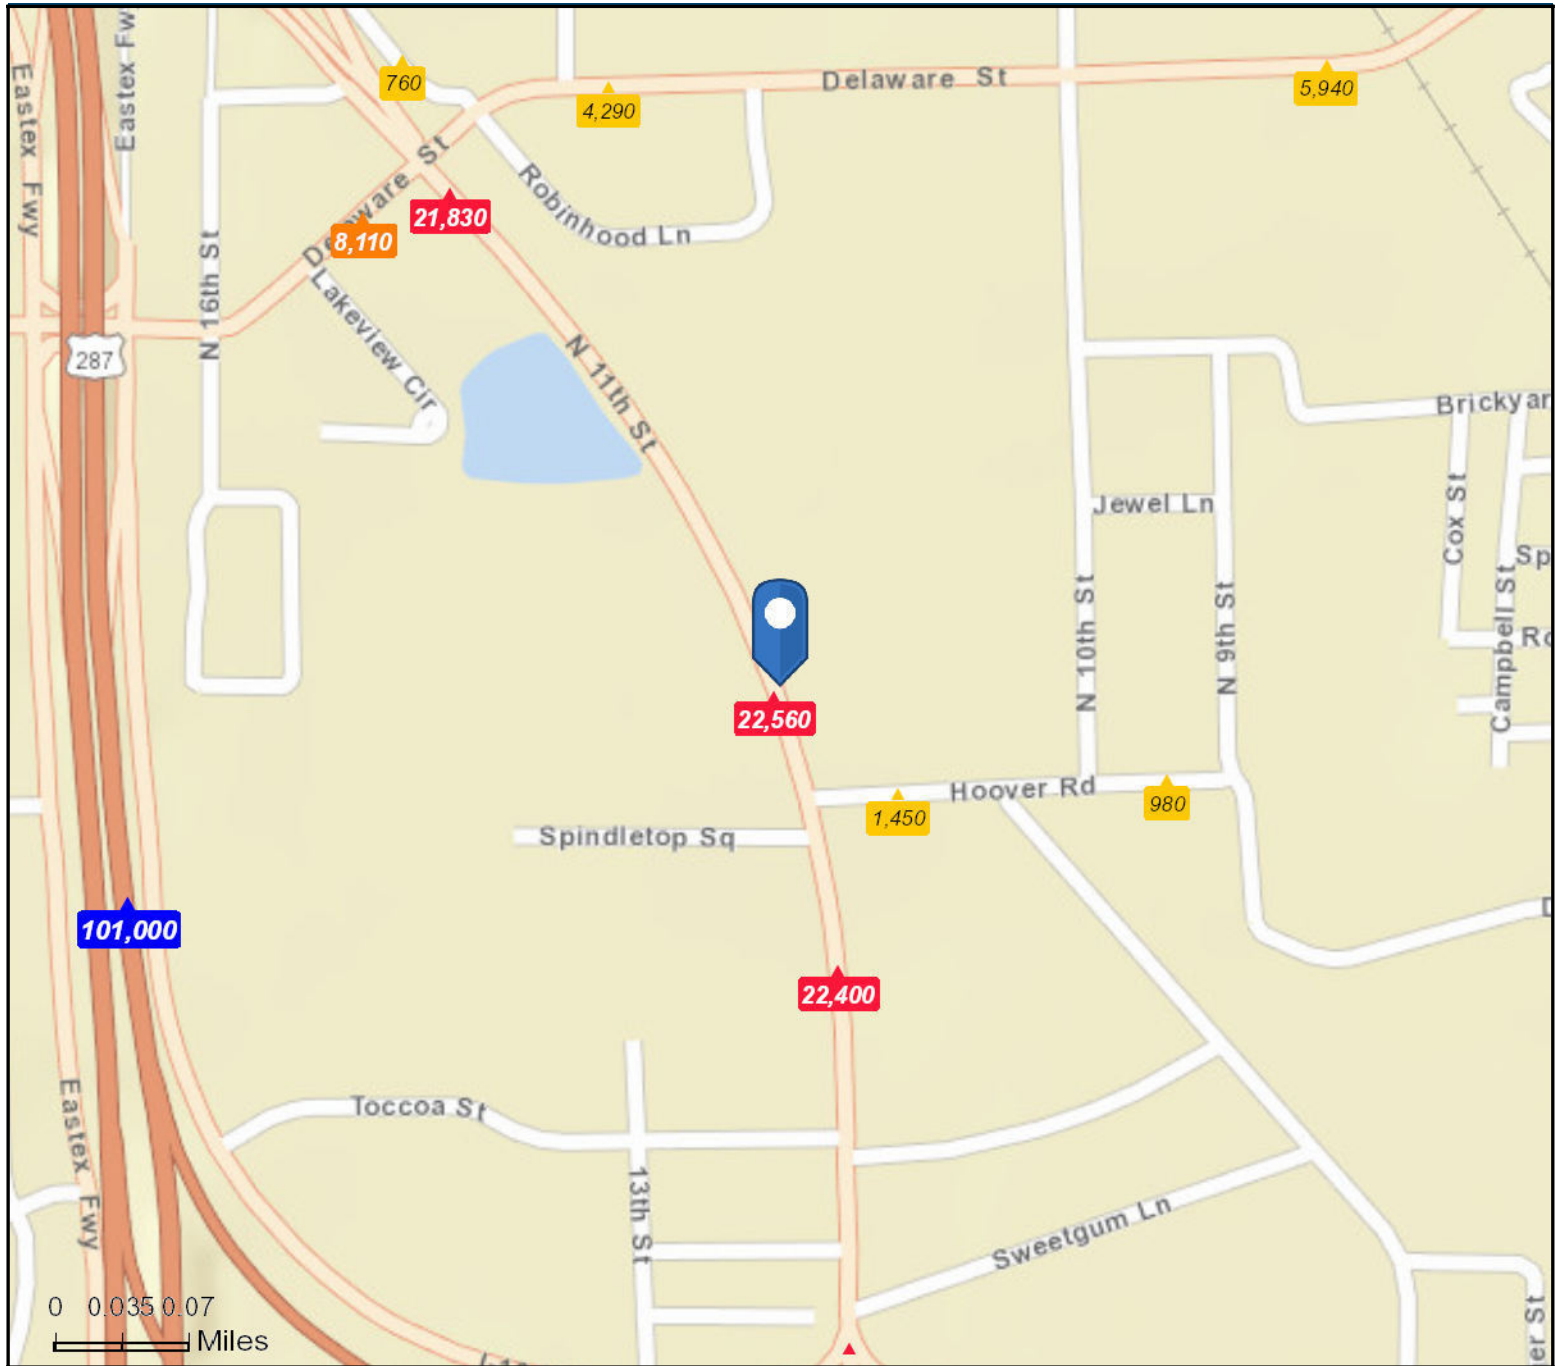 Eastex Fwy
Eastex Fw
760
4,290
Delaware St
5,940
Delaware St
21,830
8,110
Robinhood Ln
N 16th St
Lakeview Cir
287
N 11th St
Brickyar
Jewel Ln
Cox St
Sp
Campbell St
Ro
N 10th St
N 9th St
22,560
Hoover Rd
980
1,450
Spindletop Sq
101,000
22,400
Toccoa St
Eastex Fwy
13th St
Sweetgum Ln
0 0.035 0.07
Miles
er St